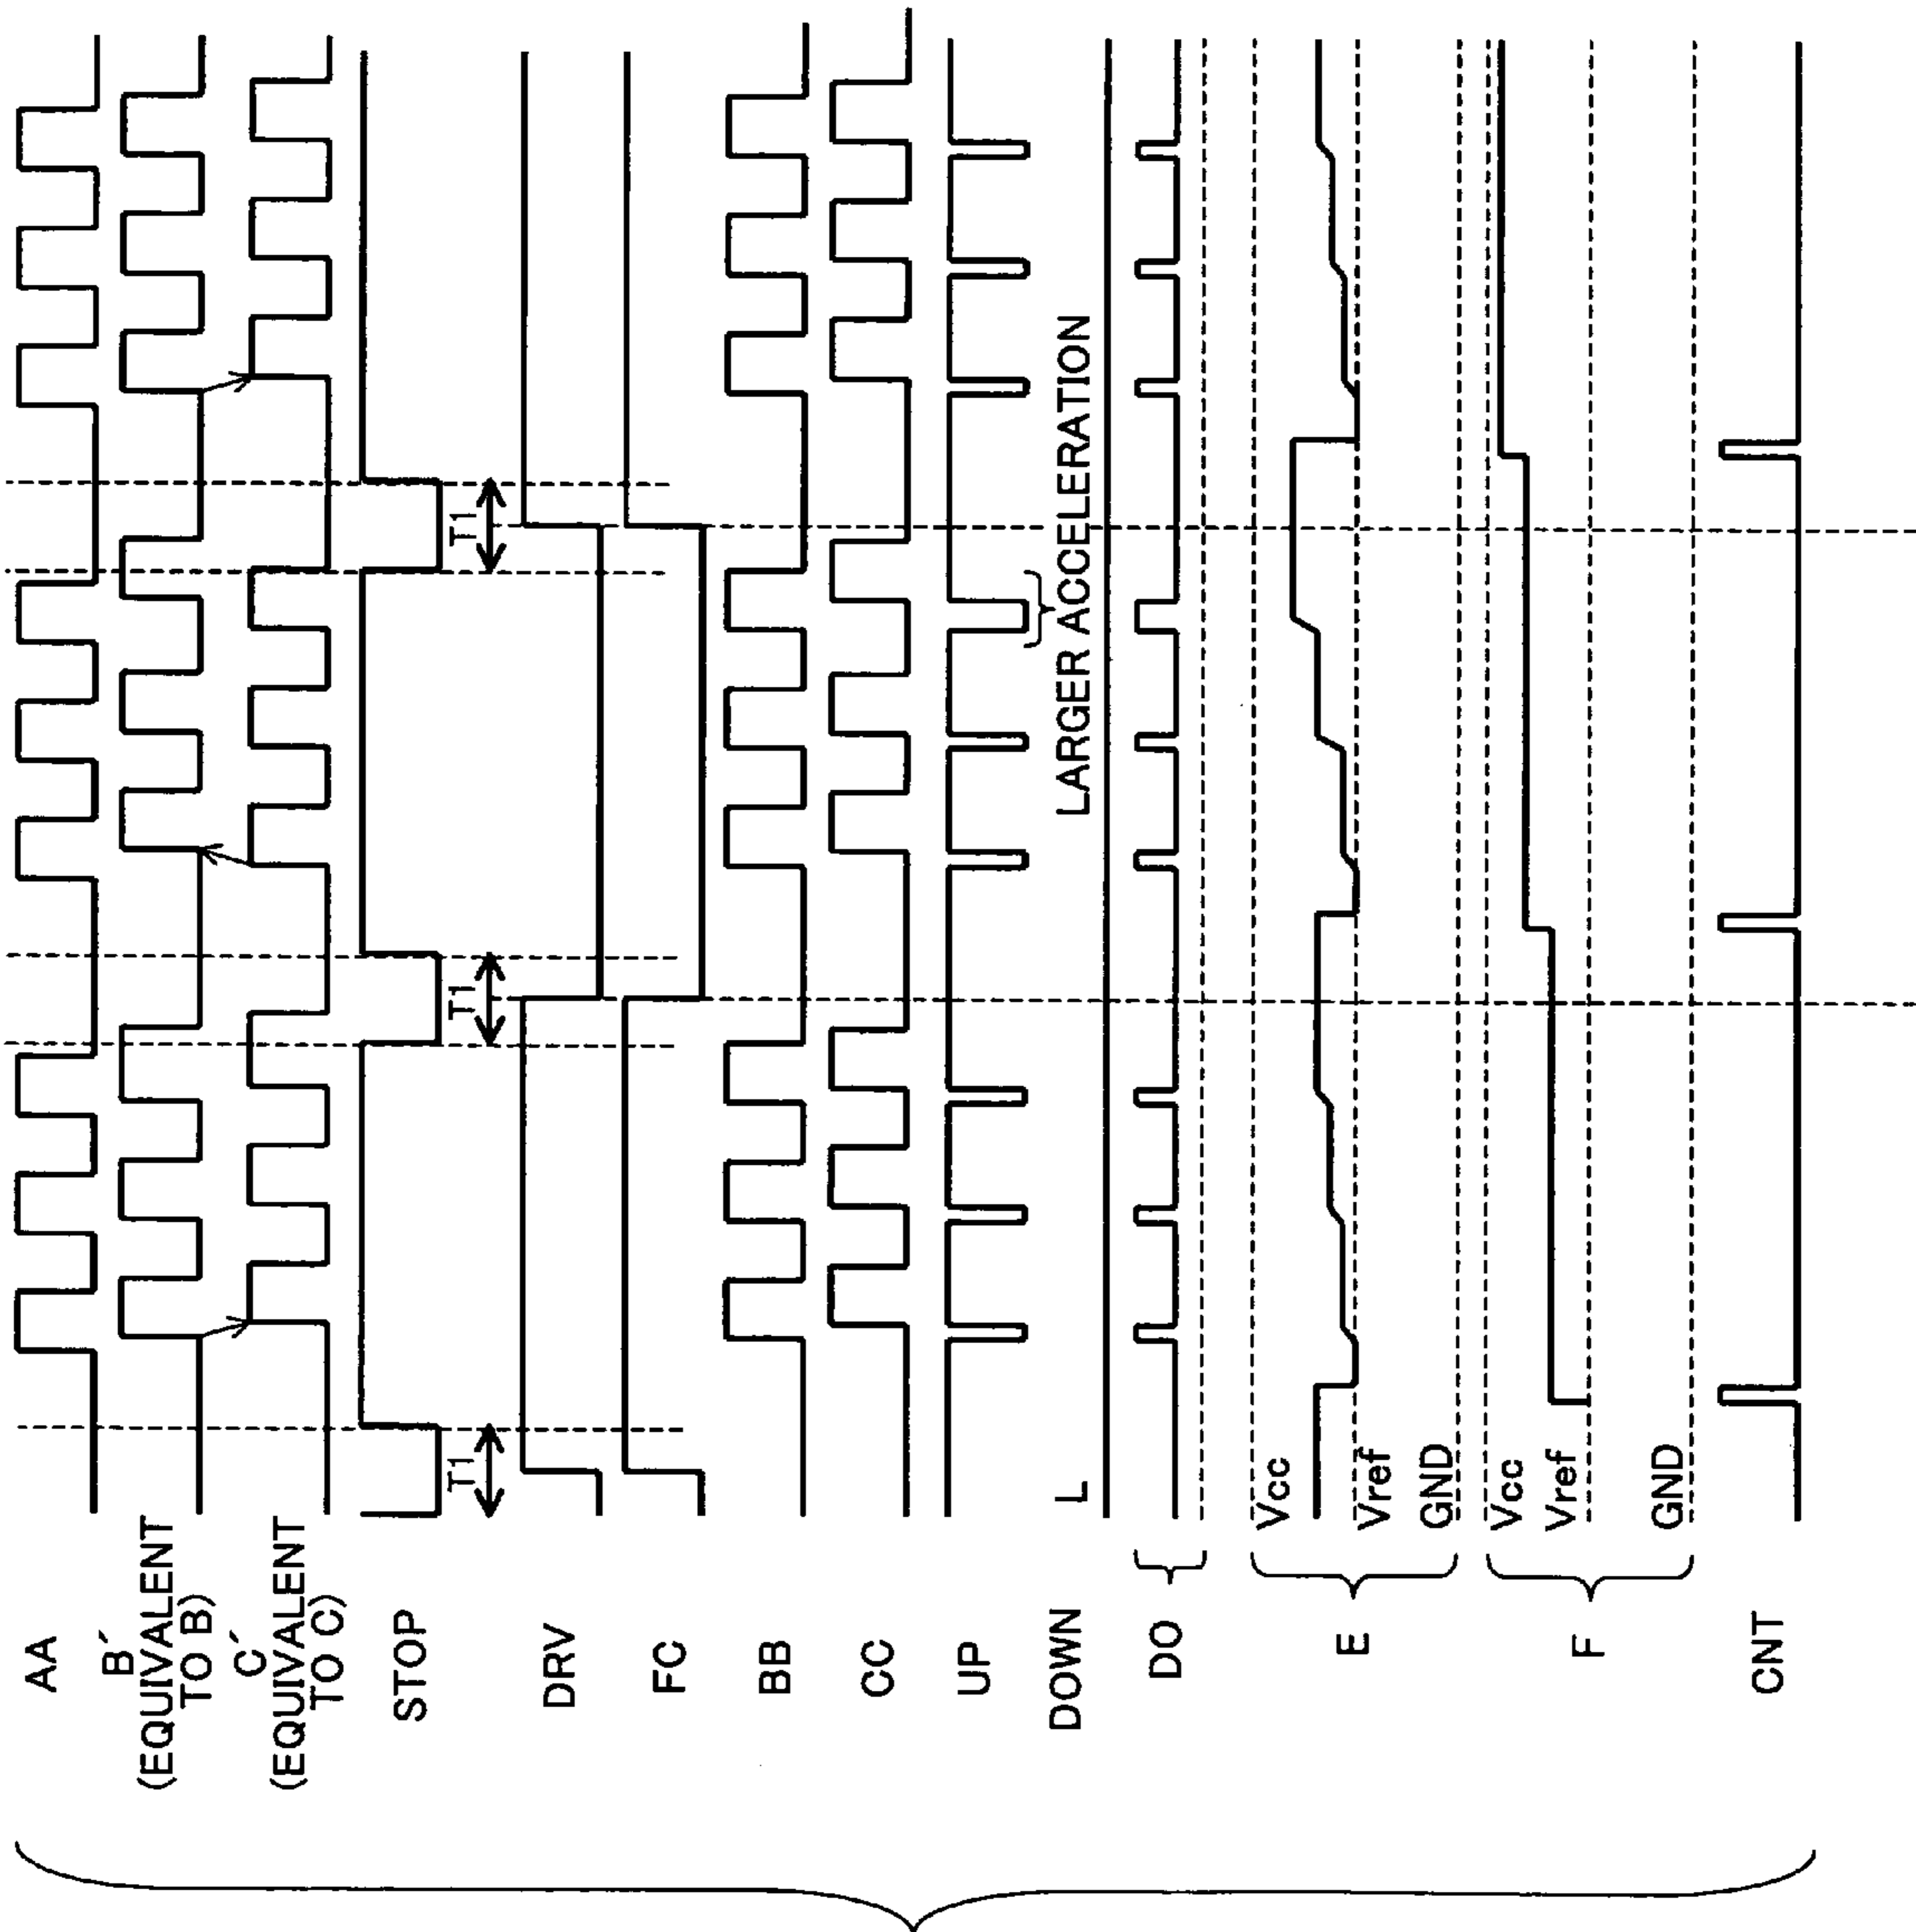 AA
B´
(EQUIVALENT
TO B)
C´
(EQUIVALENT
TO C)
STOP
T1
T1
T1
DRV
FC
BB
CC
UP
LARGER ACCELERATION
DOWN
L
DO
E
Vcc
Vref
GND
F
Vcc
Vref
GND
CNT